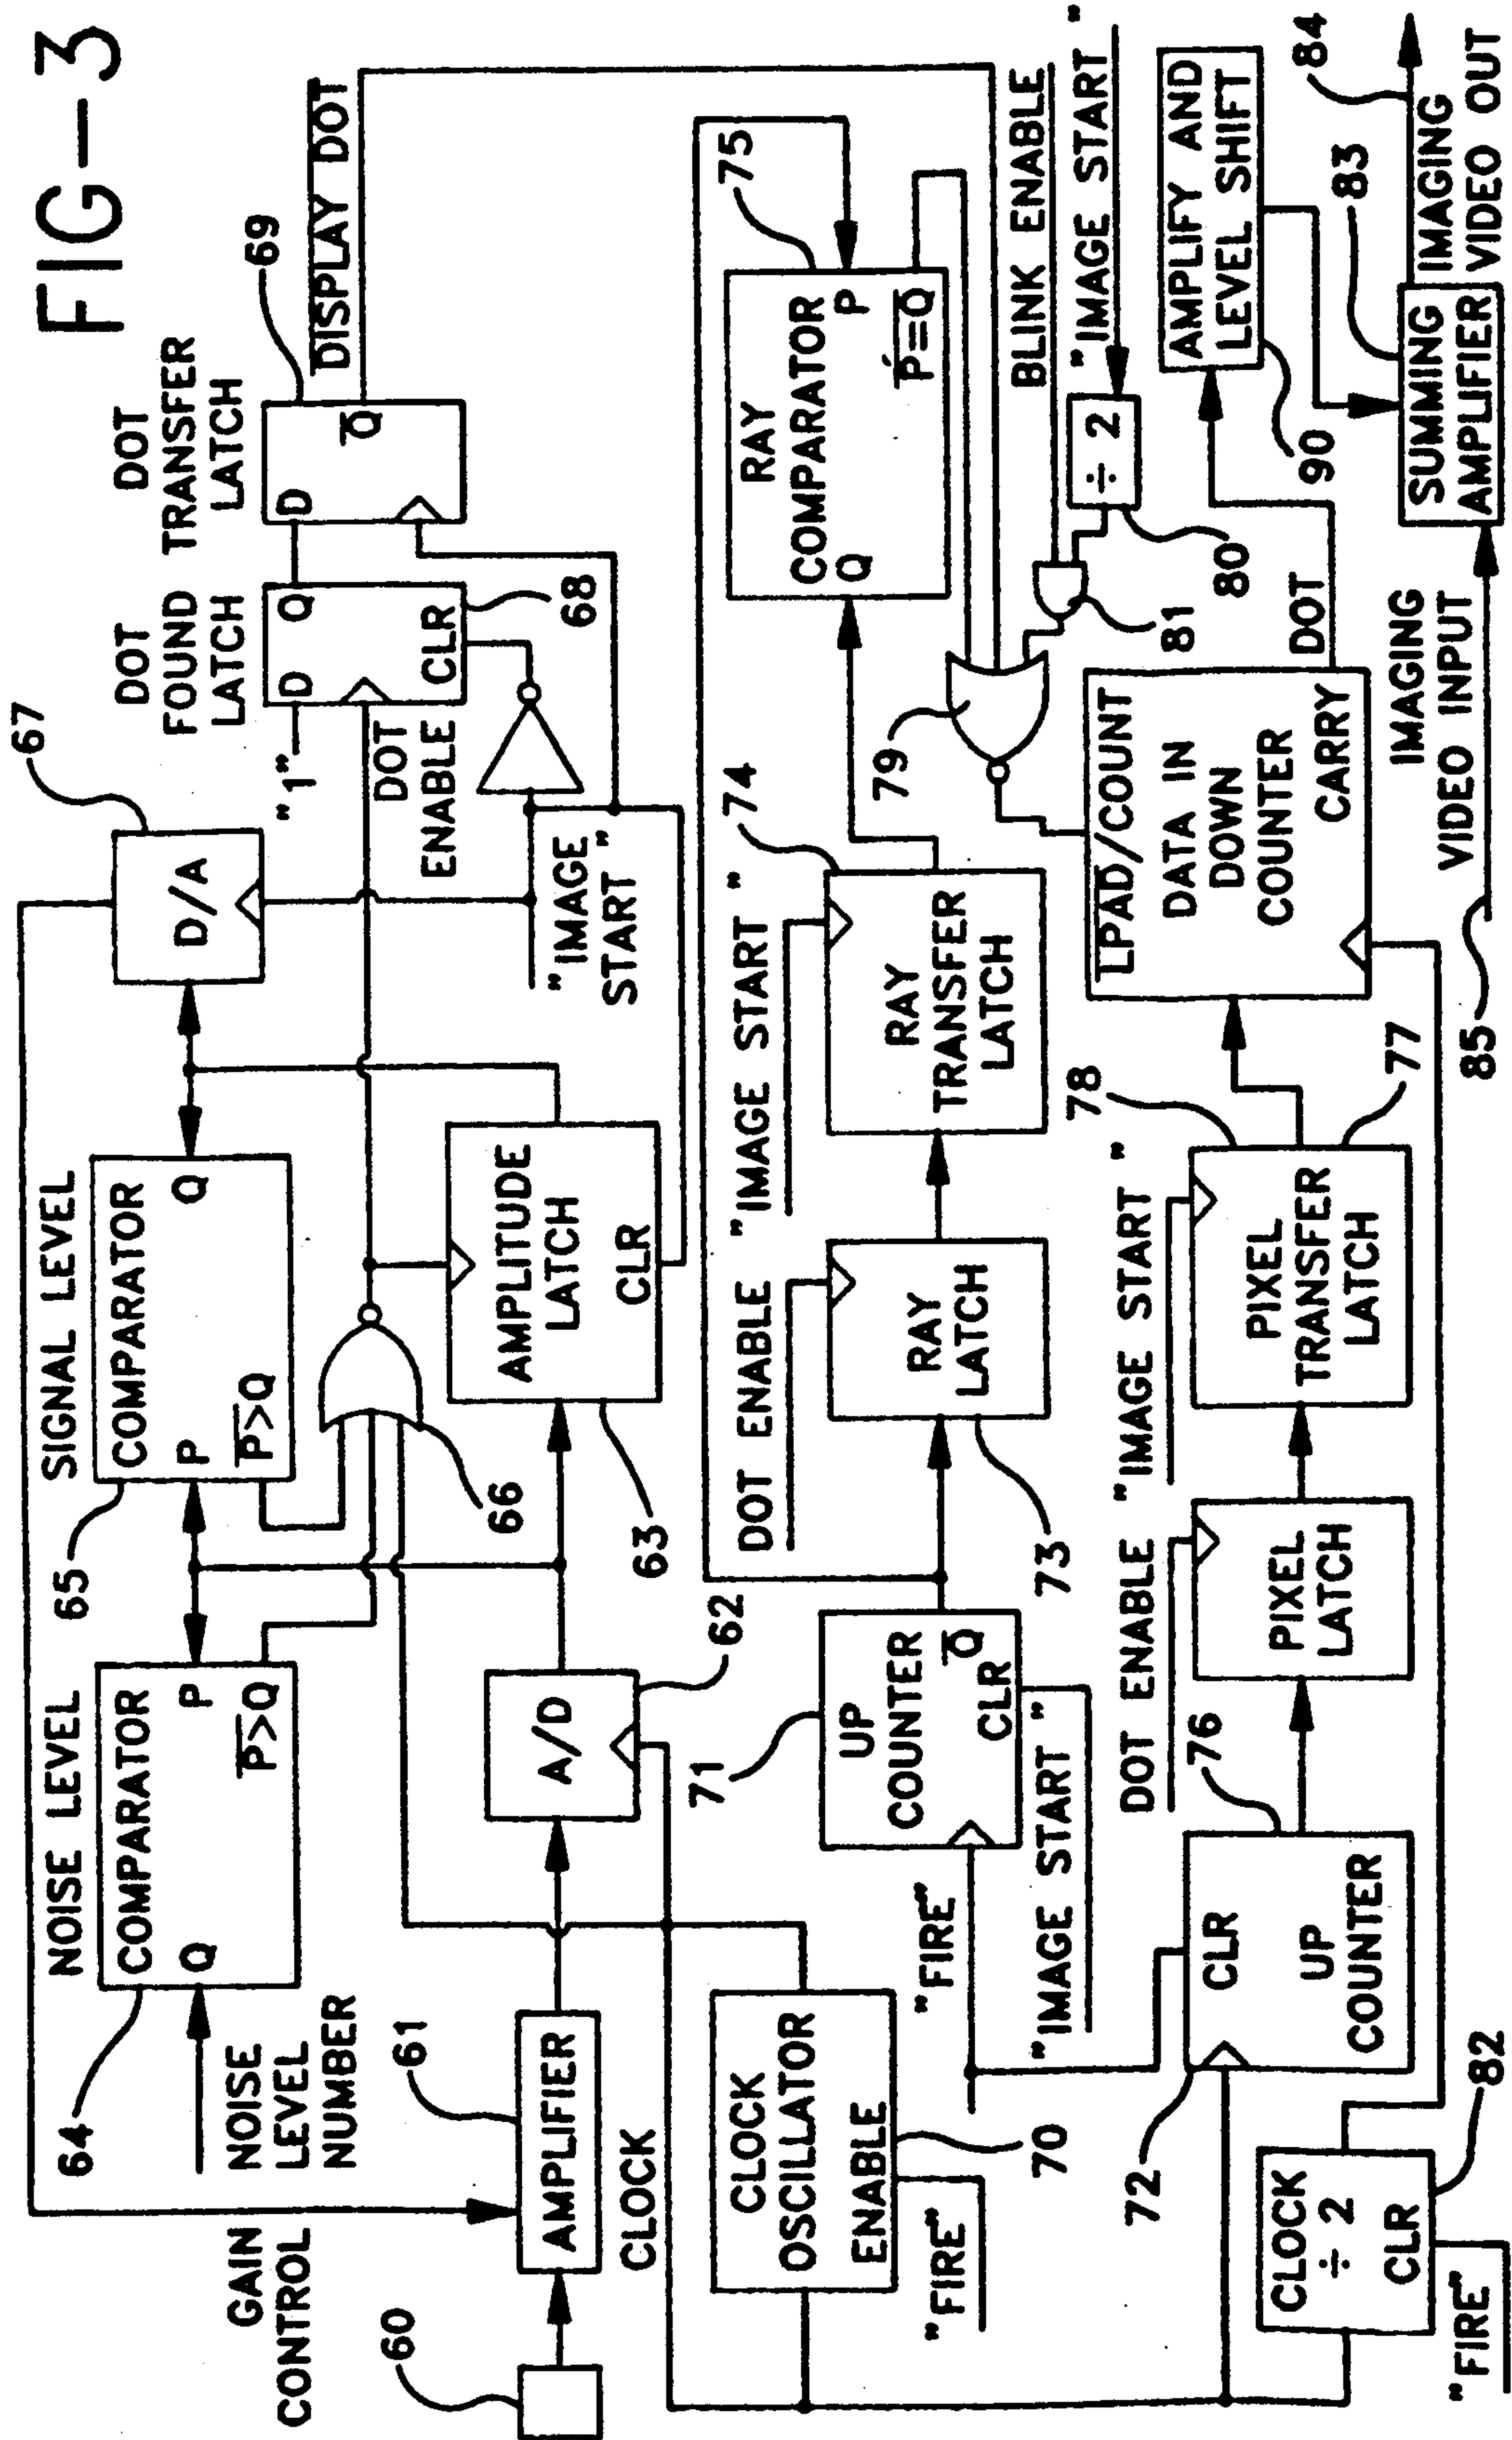 FIG-3
NOISE LEVEL
COMPARATOR
Q
P
P>Q
64
NOISE
LEVEL
NUMBER
SIGNAL LEVEL
COMPARATOR
P
Q
P>Q
65
66
67
D/A
DOT
FOUND
LATCH
D
Q
CLR
"1"
68
DOT
TRANSFER
LATCH
D
Q
69
DISPLAY DOT
DOT
ENABLE
"IMAGE
START"
GAIN
CONTROL
60
AMPLIFIER
61
A/D
62
AMPLITUDE
LATCH
CLR
63
CLOCK
CLOCK
OSCILLATOR
ENABLE
70
"FIRE"
"FIRE"
71
UP
COUNTER
Q
CLR
"IMAGE START"
DOT ENABLE
RAY
LATCH
73
"IMAGE START"
RAY
TRANSFER
LATCH
74
RAY
COMPARATOR
Q
P
P=Q
75
79
BLINK ENABLE
"IMAGE START"
÷ 2
80
81
72
CLR
UP
COUNTER
76
DOT ENABLE
PIXEL
LATCH
"IMAGE START"
PIXEL
TRANSFER
LATCH
78
77
LPAD/COUNT
DATA IN
DOWN
COUNTER
CARRY
DOT
AMPLIFY AND
LEVEL SHIFT
90
CLOCK
÷ 2
CLR
82
"FIRE"
IMAGING
VIDEO INPUT
85
SUMMING
AMPLIFIER
83
84
IMAGING
VIDEO OUT